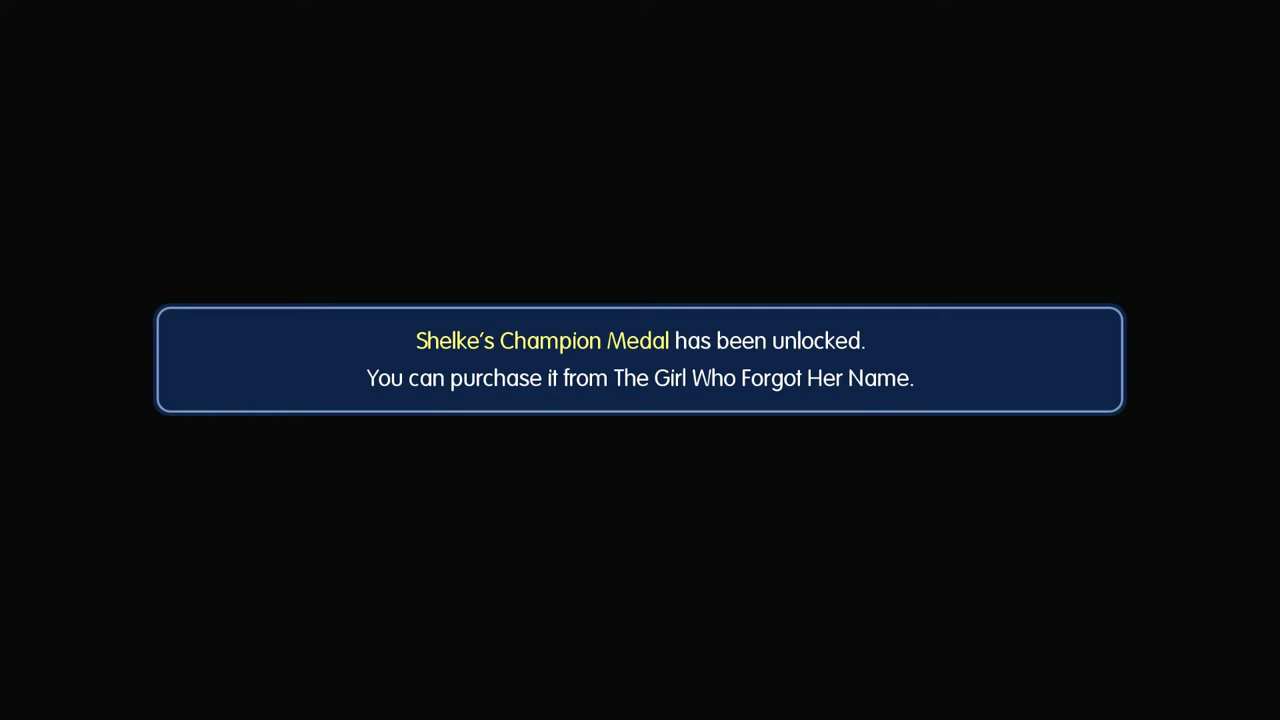 Shelke's Champion Medal has been unlocked.
You can purchase it from The Girl Who Forgot Her Name.